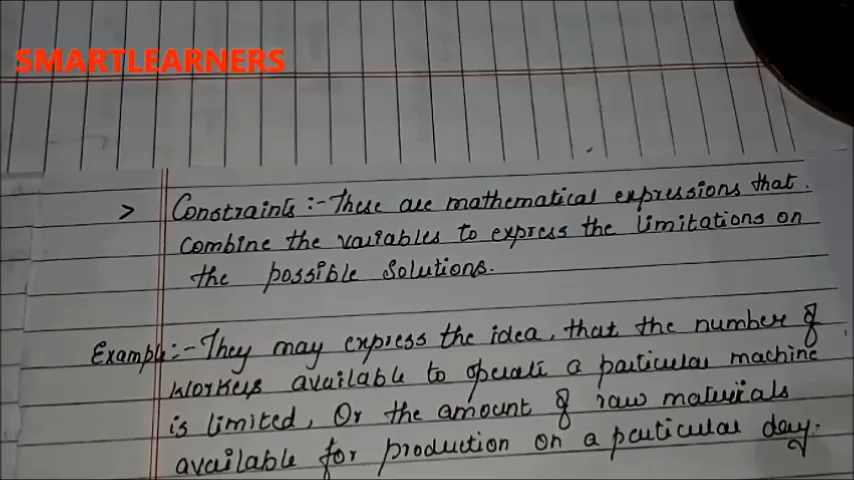 SMARTLEARNERS
> Constraints :- These are mathematical expressions that
combine the variables to express the limitations on
the possible solutions.
Example :- They may express the idea, that the number of
workers available to operate a particular machine
is limited, Or the amount of raw materials
available for production on a particular day.